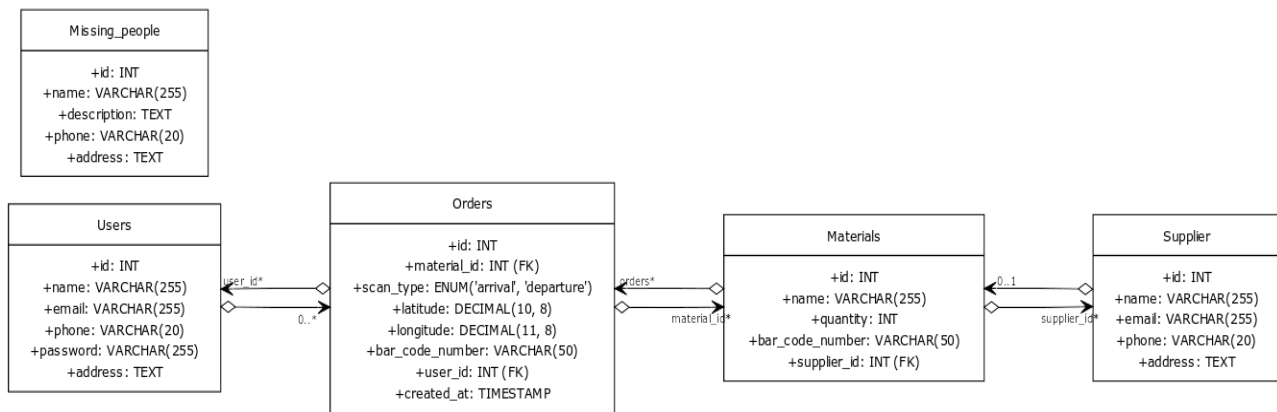 Missing_people
+id: INT
+name: VARCHAR(255)
+description: TEXT
+phone: VARCHAR(20)
+address: TEXT
Users
+id: INT
+name: VARCHAR(255)
+email: VARCHAR(255)
+phone: VARCHAR(20)
+password: VARCHAR(255)
+address: TEXT
user_id*
0..*
Orders
+id: INT
+material_id: INT (FK)
+scan_type: ENUM('arrival', 'departure')
+latitude: DECIMAL(10, 8)
+longitude: DECIMAL(11, 8)
+bar_code_number: VARCHAR(50)
+user_id: INT (FK)
+created_at: TIMESTAMP
orders*
material_id*
Materials
+id: INT
+name: VARCHAR(255)
+quantity: INT
+bar_code_number: VARCHAR(50)
+supplier_id: INT (FK)
0..1
supplier_id*
Supplier
+id: INT
+name: VARCHAR(255)
+email: VARCHAR(255)
+phone: VARCHAR(20)
+address: TEXT